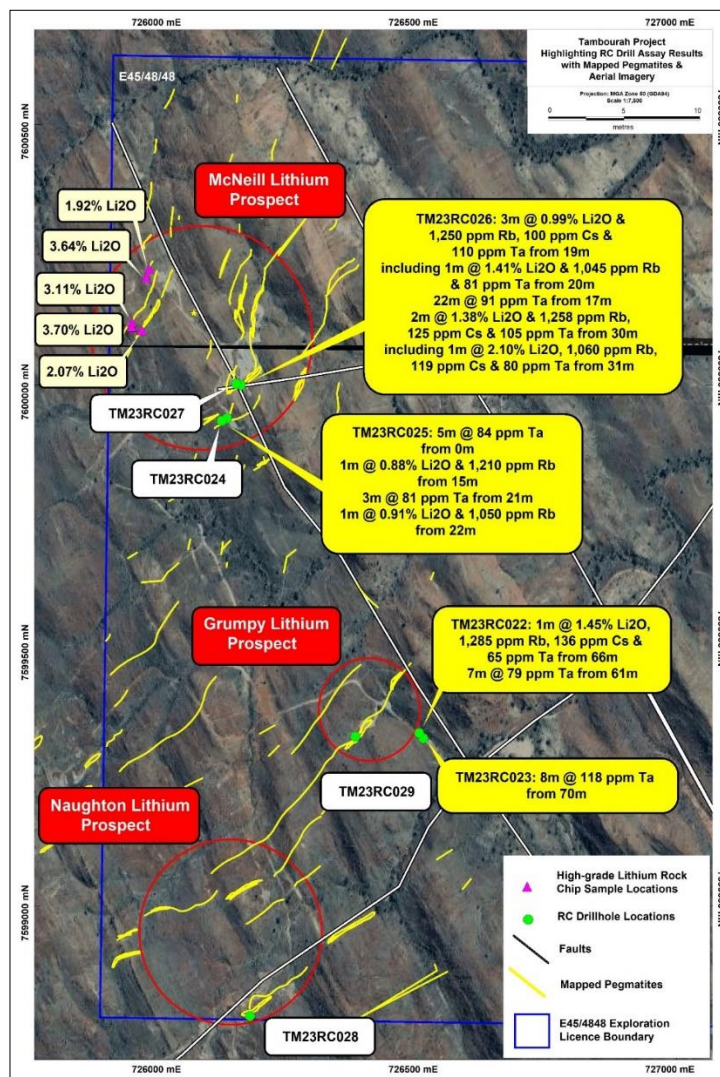 726000 mE
726500 mE
727000 mE
Tambourah Project
Highlighting RC Drill Assay Results
with Mapped Pegmatites &
Aerial Imagery
Projection: MGA Zone 50 (GDA94)
Scale 1:7,500
0 5 10
metres
E45/48/48
7600500 mN
McNeill Lithium
Prospect
1.92% Li2O
3.64% Li2O
3.11% Li2O
3.70% Li2O
2.07% Li2O
TM23RC026: 3m @ 0.99% Li2O &
1,250 ppm Rb, 100 ppm Cs &
110 ppm Ta from 19m
including 1m @ 1.41% Li2O & 1,045 ppm Rb
& 81 ppm Ta from 20m
22m @ 91 ppm Ta from 17m
2m @ 1.38% Li2O & 1,258 ppm Rb,
125 ppm Cs & 105 ppm Ta from 30m
including 1m @ 2.10% Li2O, 1,060 ppm Rb,
119 ppm Cs & 80 ppm Ta from 31m
7600000 mN
TM23RC027
TM23RC024
TM23RC025: 5m @ 84 ppm Ta
from 0m
1m @ 0.88% Li2O & 1,210 ppm Rb
from 15m
3m @ 81 ppm Ta from 21m
1m @ 0.91% Li2O & 1,050 ppm Rb
from 22m
7599500 mN
Grumpy Lithium
Prospect
TM23RC022: 1m @ 1.45% Li2O,
1,285 ppm Rb, 136 ppm Cs &
65 ppm Ta from 66m
7m @ 79 ppm Ta from 61m
TM23RC023: 8m @ 118 ppm Ta
from 70m
TM23RC029
Naughton Lithium
Prospect
7599000 mN
TM23RC028
High-grade Lithium Rock
Chip Sample Locations
RC Drillhole Locations
Faults
Mapped Pegmatites
E45/4848 Exploration
Licence Boundary
726000 mE
726500 mE
727000 mE